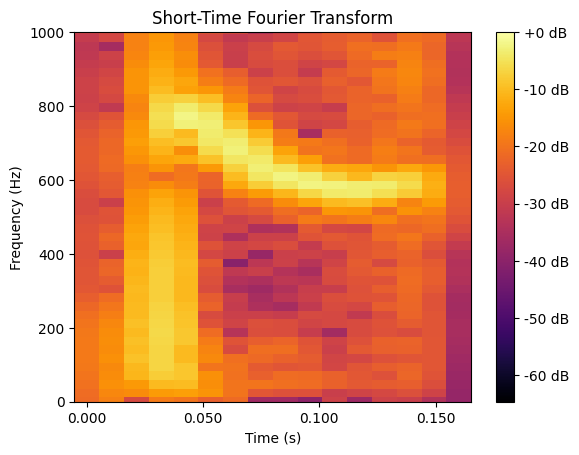 Short-Time Fourier Transform
1000
800
600
400
200
0
Frequency (Hz)
0.000
0.050
0.100
0.150
Time (s)
+0 dB
-10 dB
-20 dB
-30 dB
-40 dB
-50 dB
-60 dB